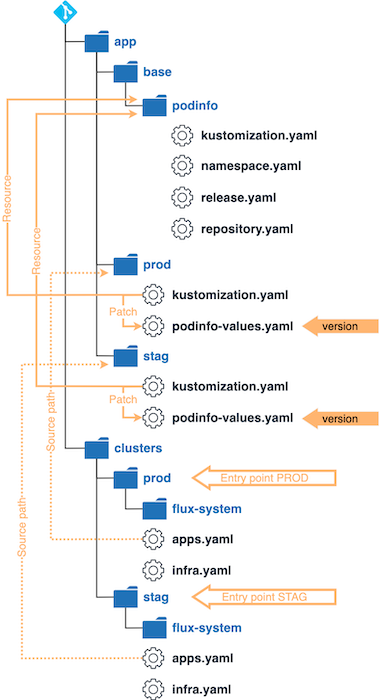 app
base
podinfo
kustomization.yaml
namespace.yaml
release.yaml
repository.yaml
Resource
Resource
prod
kustomization.yaml
Patch
podinfo-values.yaml
version
stag
kustomization.yaml
Patch
podinfo-values.yaml
version
Source path
Source path
clusters
prod
Entry point PROD
flux-system
apps.yaml
infra.yaml
stag
Entry point STAG
flux-system
apps.yaml
infra.yaml